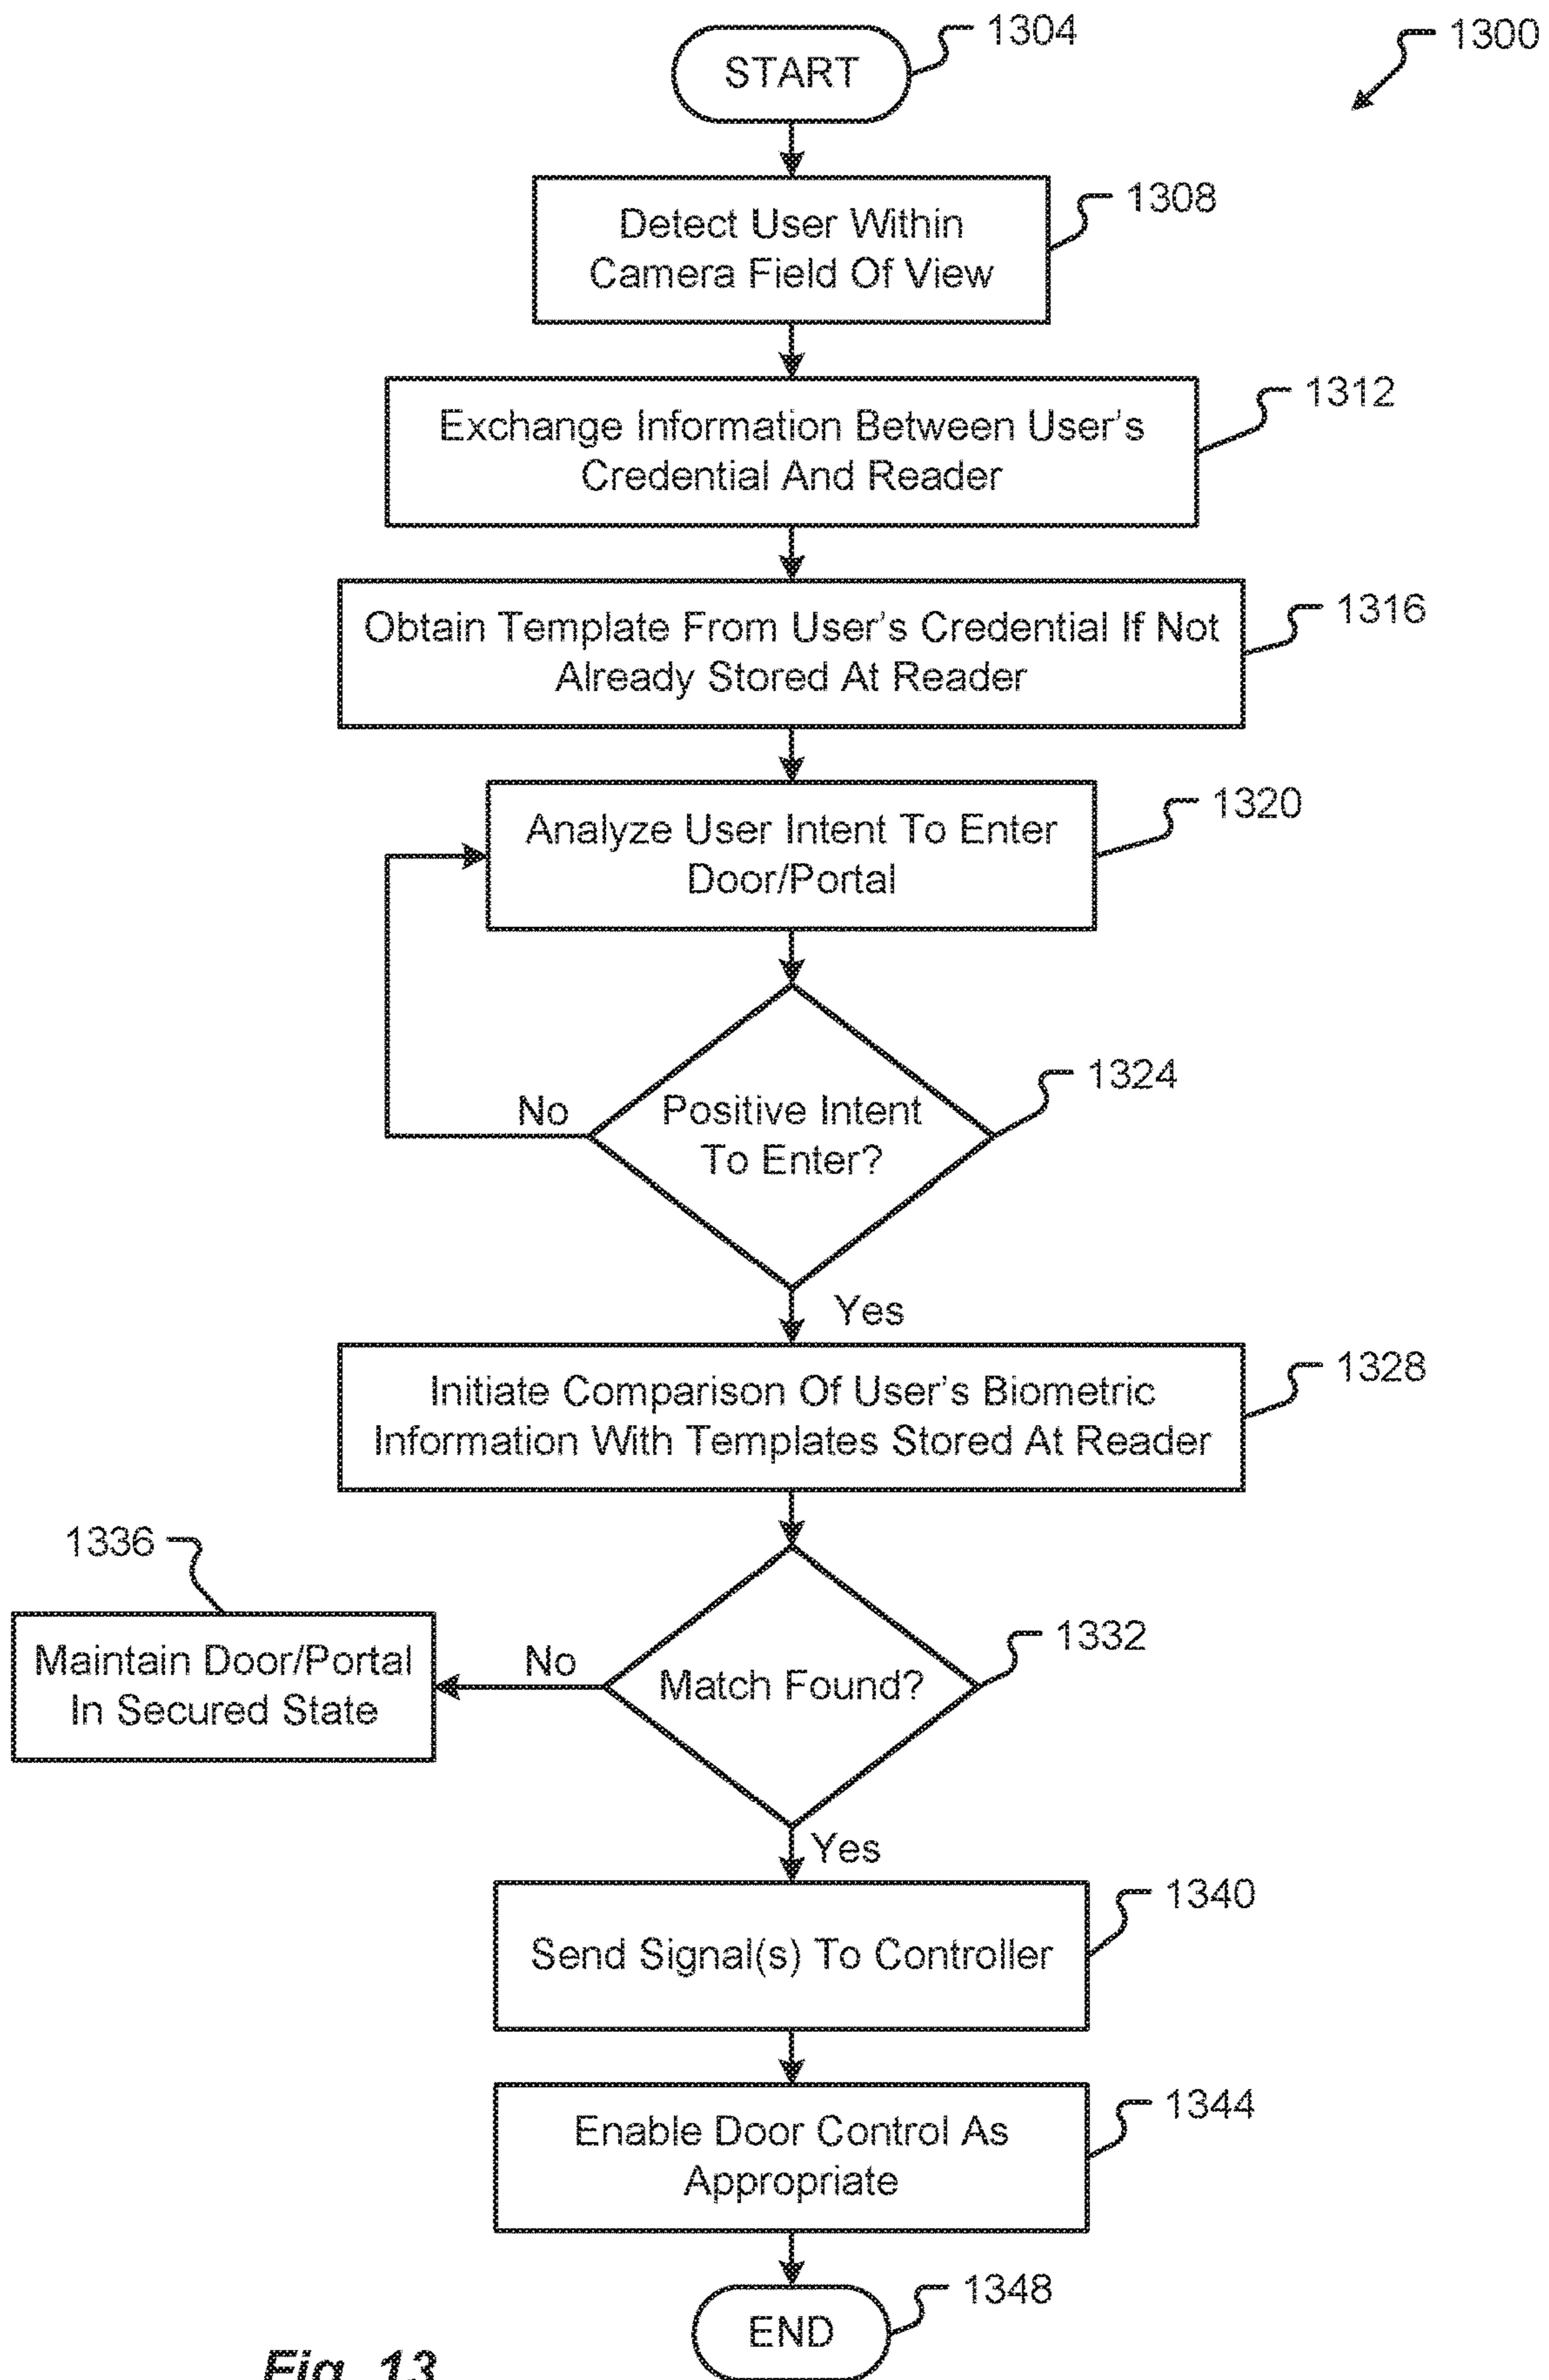 1304
1300
START
1308
Detect User Within
Camera Field Of View
1312
Exchange Information Between User's
Credential And Reader
1316
Obtain Template From User's Credential If Not
Already Stored At Reader
1320
Analyze User Intent To Enter
Door/Portal
1324
No
Positive Intent
To Enter?
Yes
1328
Initiate Comparison Of User's Biometric
Information With Templates Stored At Reader
1336
1332
Maintain Door/Portal
In Secured State
No
Match Found?
Yes
1340
Send Signal(s) To Controller
1344
Enable Door Control As
Appropriate
1348
END
Fig. 13